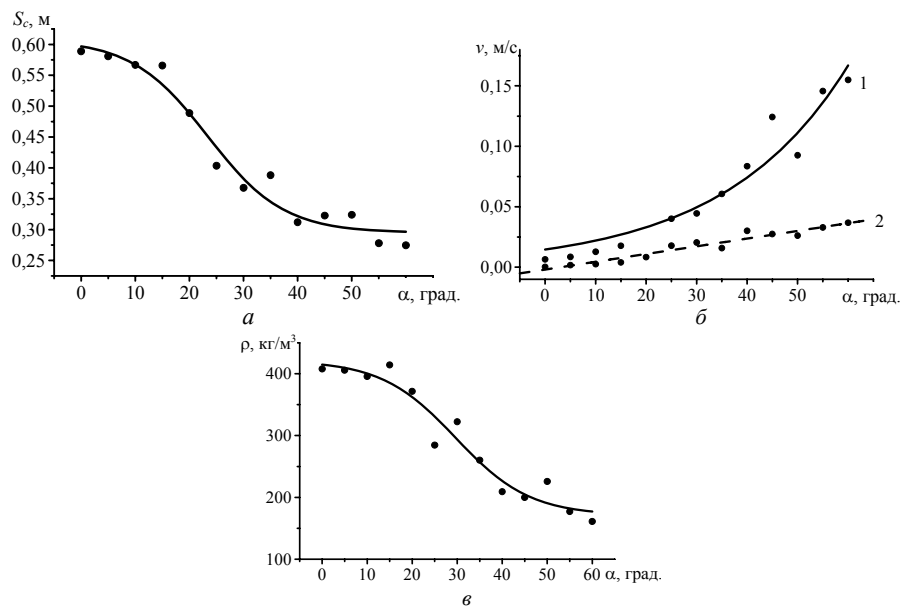 S_c, м
0,60
0,55
0,50
0,45
0,40
0,35
0,30
0,25
0 10 20 30 40 50 α, град.
а
v, м/с
0,15
0,10
0,05
0,00
1
2
0 10 20 30 40 50 α, град.
б
ρ, кг/м³
400
300
200
100
0 10 20 30 40 50 60 α, град.
в